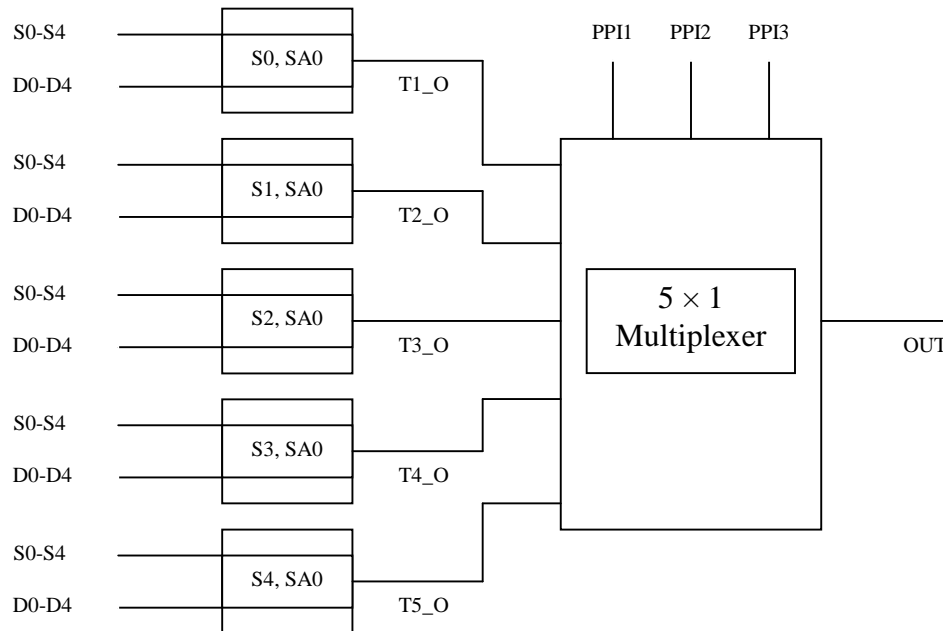 S0-S4
D0-D4
S0, SA0
T1_O
S0-S4
D0-D4
S1, SA0
T2_O
S0-S4
D0-D4
S2, SA0
T3_O
S0-S4
D0-D4
S3, SA0
T4_O
S0-S4
D0-D4
S4, SA0
T5_O
PPI1 PPI2 PPI3
5 × 1
Multiplexer
OUT